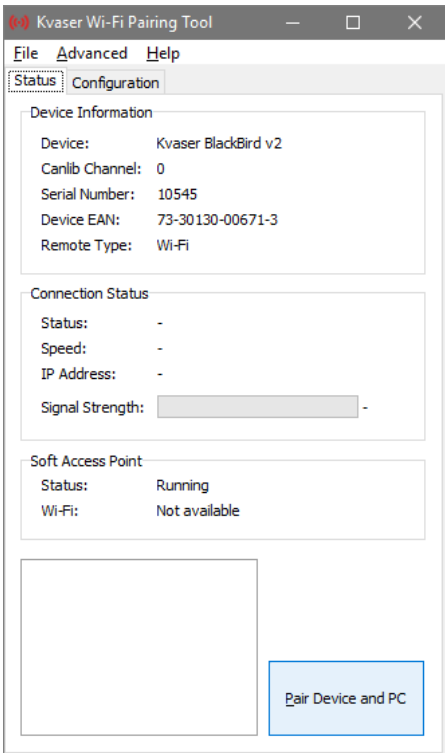 Kvaser Wi-Fi Pairing Tool
File Advanced Help
Status Configuration
Device Information
Device: Kvaser BlackBird v2
Canlib Channel: 0
Serial Number: 10545
Device EAN: 73-30130-00671-3
Remote Type: Wi-Fi
Connection Status
Status: -
Speed: -
IP Address: -
Signal Strength: -
Soft Access Point
Status: Running
Wi-Fi: Not available
Pair Device and PC